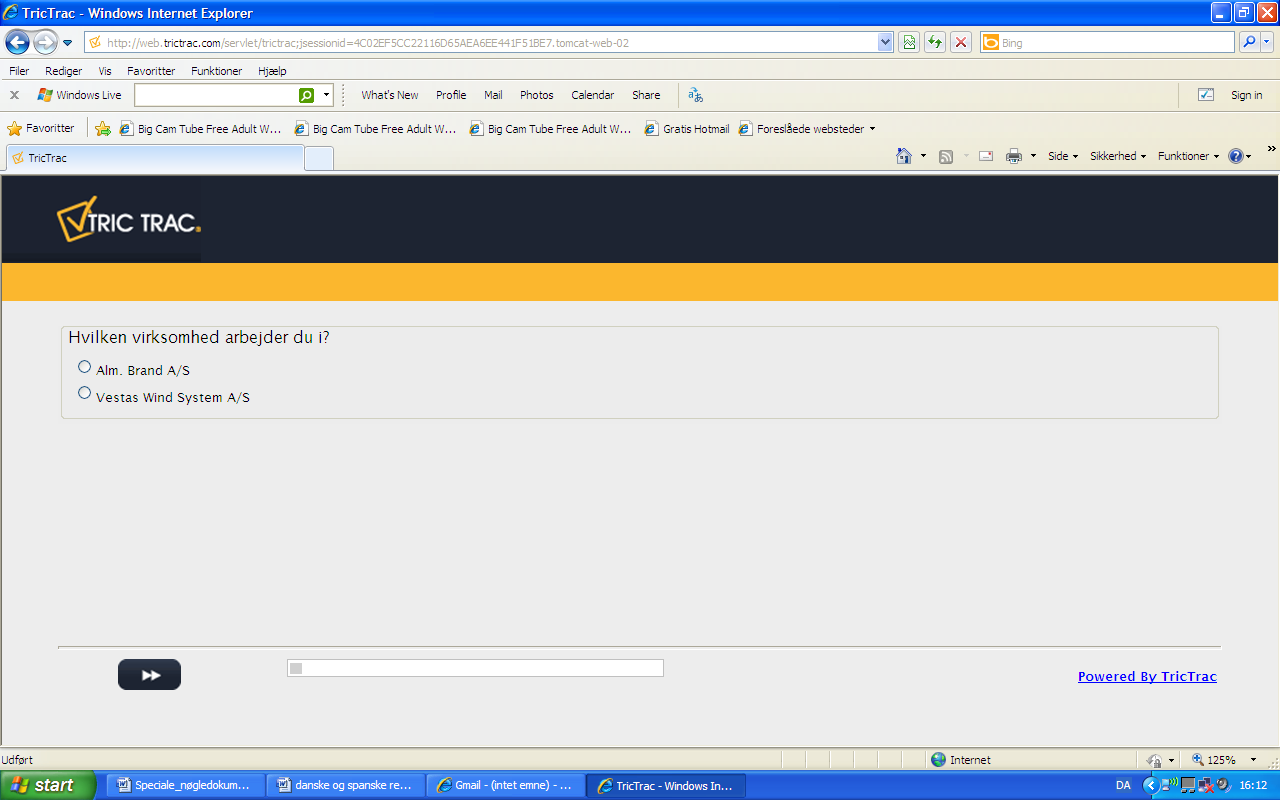 TricTrac - Windows Internet Explorer
http://web.trictrac.com/servlet/trictrac;jsessionid=4C02EF5CC22116D65AEA6EE441F51BE7.tomcat-web-02
Bing
Filer Rediger Vis Favoritter Funktioner Hjælp
x Windows Live What's New Profile Mail Photos Calendar Share Sign in
Favoritter Big Cam Tube Free Adult W... Big Cam Tube Free Adult W... Big Cam Tube Free Adult W... Gratis Hotmail Foreslåede websteder
TricTrac Side Sikkerhed Funktioner »
TRIC TRAC
Hvilken virksomhed arbejder du i?
Alm. Brand A/S
Vestas Wind System A/S
Powered By TricTrac
Udført Internet 125%
start Speciale_nøgledokum... danske og spanske re... Gmail - (intet emne) - ... TricTrac - Windows In... DA 16:12